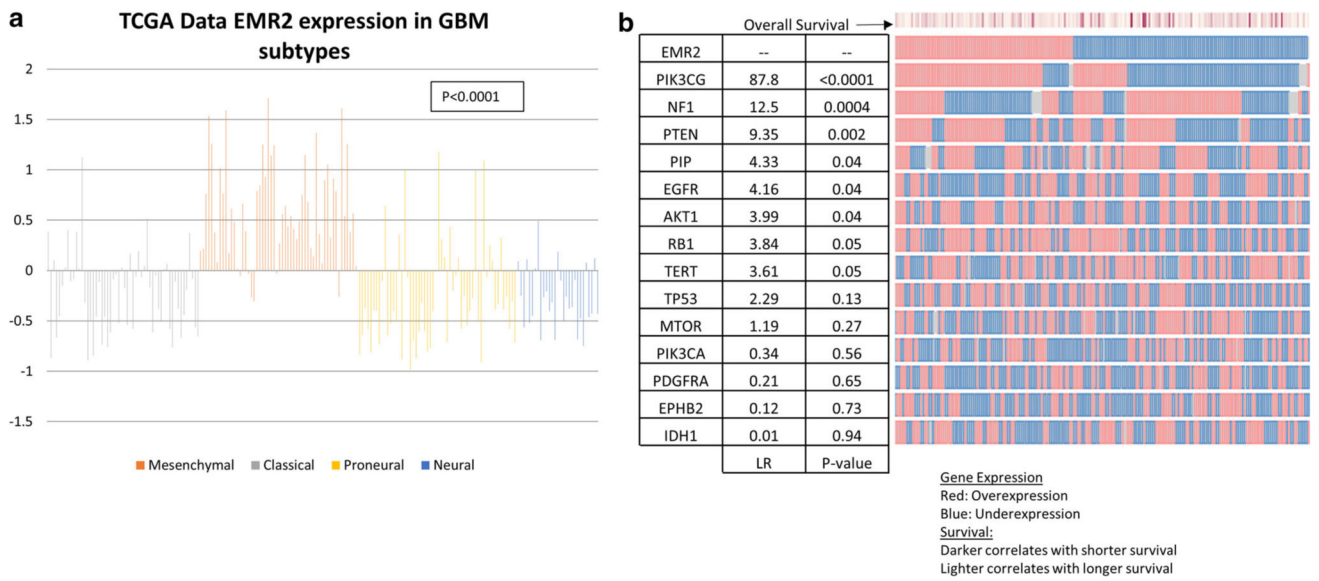 a
TCGA Data EMR2 expression in GBM
subtypes
2
1.5
1
0.5
0
-0.5
-1
-1.5
P<0.0001
Mesenchymal Classical Proneural Neural
b
Overall Survival
EMR2 -- --
PIK3CG 87.8 <0.0001
NF1 12.5 0.0004
PTEN 9.35 0.002
PIP 4.33 0.04
EGFR 4.16 0.04
AKT1 3.99 0.04
RB1 3.84 0.05
TERT 3.61 0.05
TP53 2.29 0.13
MTOR 1.19 0.27
PIK3CA 0.34 0.56
PDGFRA 0.21 0.65
EPHB2 0.12 0.73
IDH1 0.01 0.94
LR P-value
Gene Expression
Red: Overexpression
Blue: Underexpression
Survival:
Darker correlates with shorter survival
Lighter correlates with longer survival